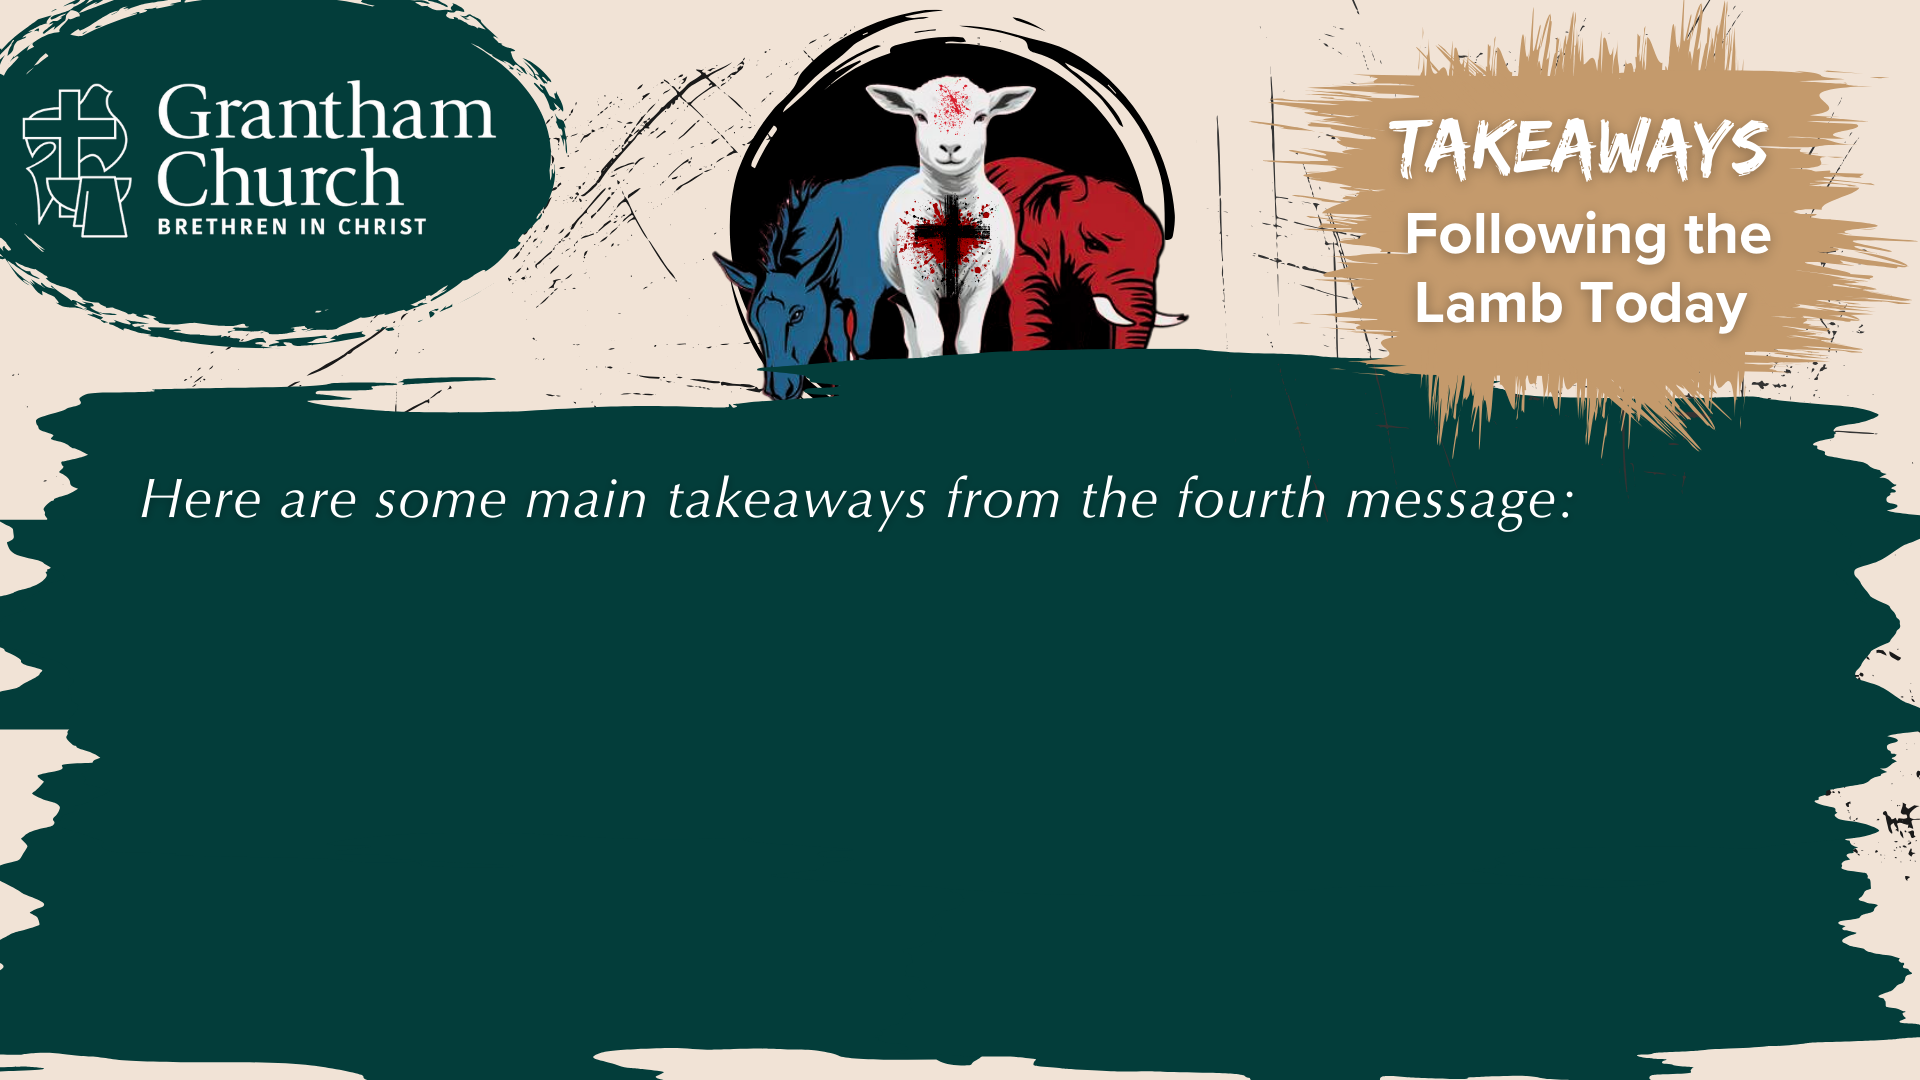 Grantham
Church
BRETHREN IN CHRIST
TAKEAWAYS
Following the
Lamb Today
Here are some main takeaways from the fourth message: